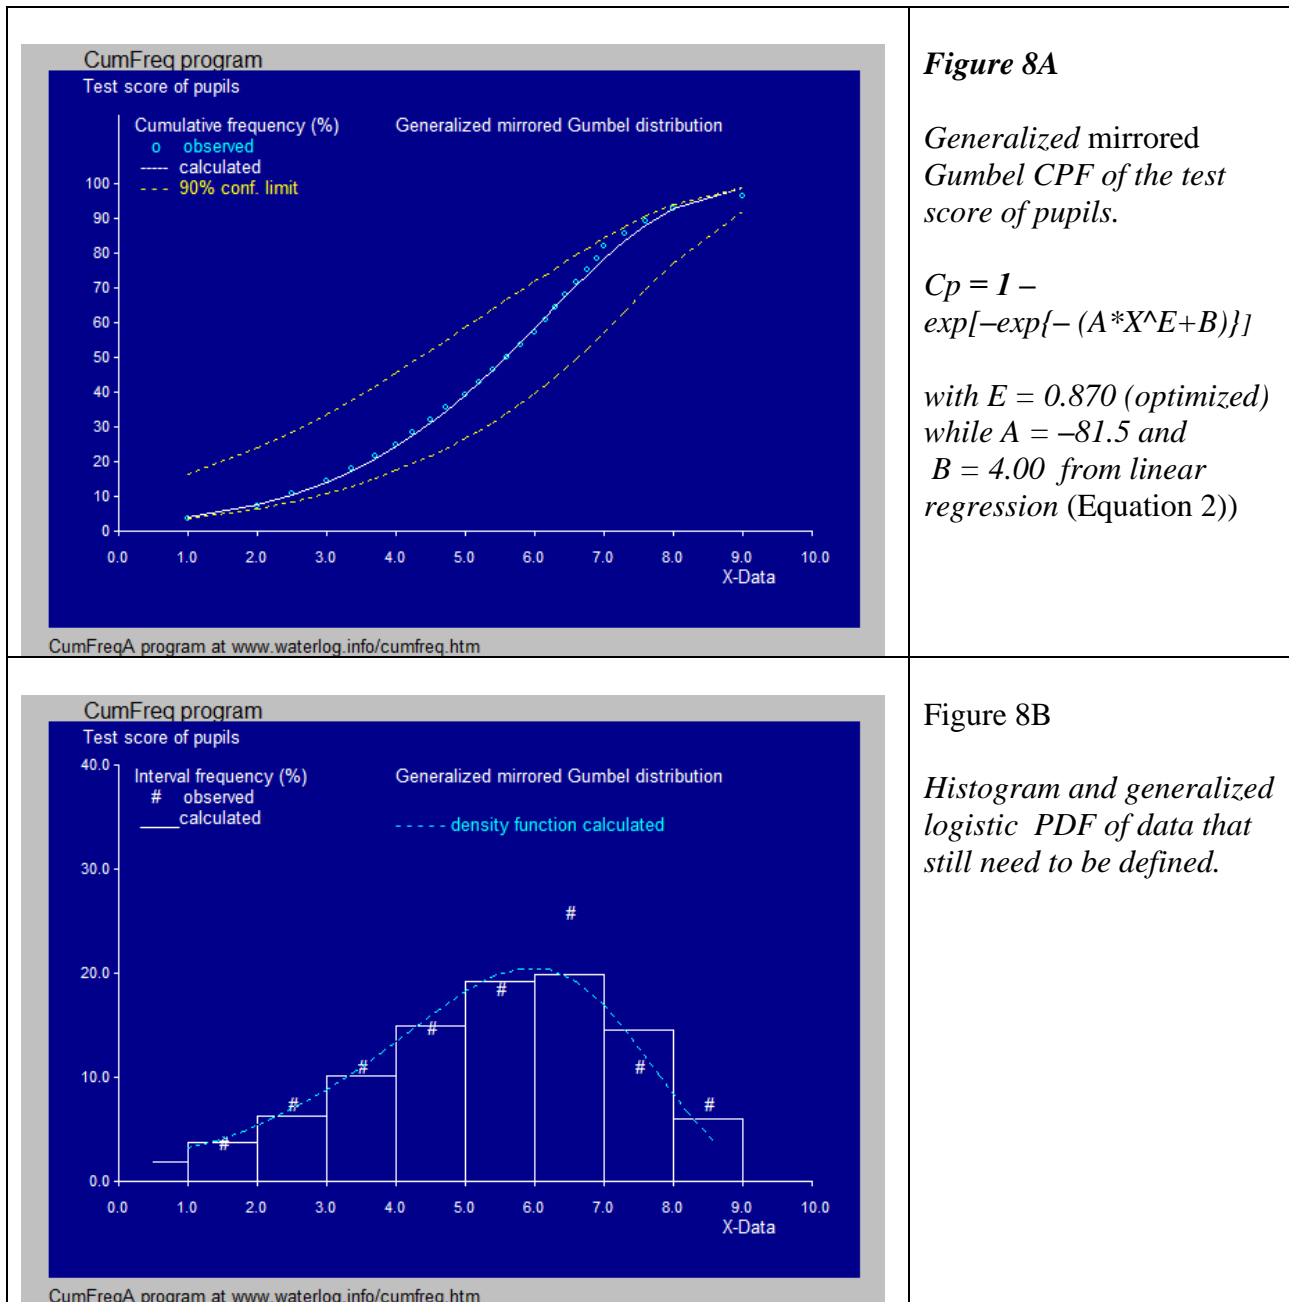 CumFreq program
Test score of pupils
Cumulative frequency (%)
Generalized mirrored Gumbel distribution
o observed
----- calculated
- - - 90% conf. limit
100
90
80
70
60
50
40
30
20
10
0
0.0 1.0 2.0 3.0 4.0 5.0 6.0 7.0 8.0 9.0 10.0
X-Data
CumFreqA program at www.waterlog.info/cumfreq.htm
Figure 8A
Generalized mirrored
Gumbel CPF of the test
score of pupils.
Cp = 1 –
exp[–exp{– (A*X^E+B)}]
with E = 0.870 (optimized)
while A = –81.5 and
B = 4.00 from linear
regression (Equation 2))
CumFreq program
Test score of pupils
Interval frequency (%)
Generalized mirrored Gumbel distribution
# observed
____calculated
- - - - - density function calculated
40.0
30.0
20.0
10.0
0.0
# # # # # # # #
0.0 1.0 2.0 3.0 4.0 5.0 6.0 7.0 8.0 9.0 10.0
X-Data
CumFreqA program at www.waterlog.info/cumfreq.htm
Figure 8B
Histogram and generalized
logistic PDF of data that
still need to be defined.